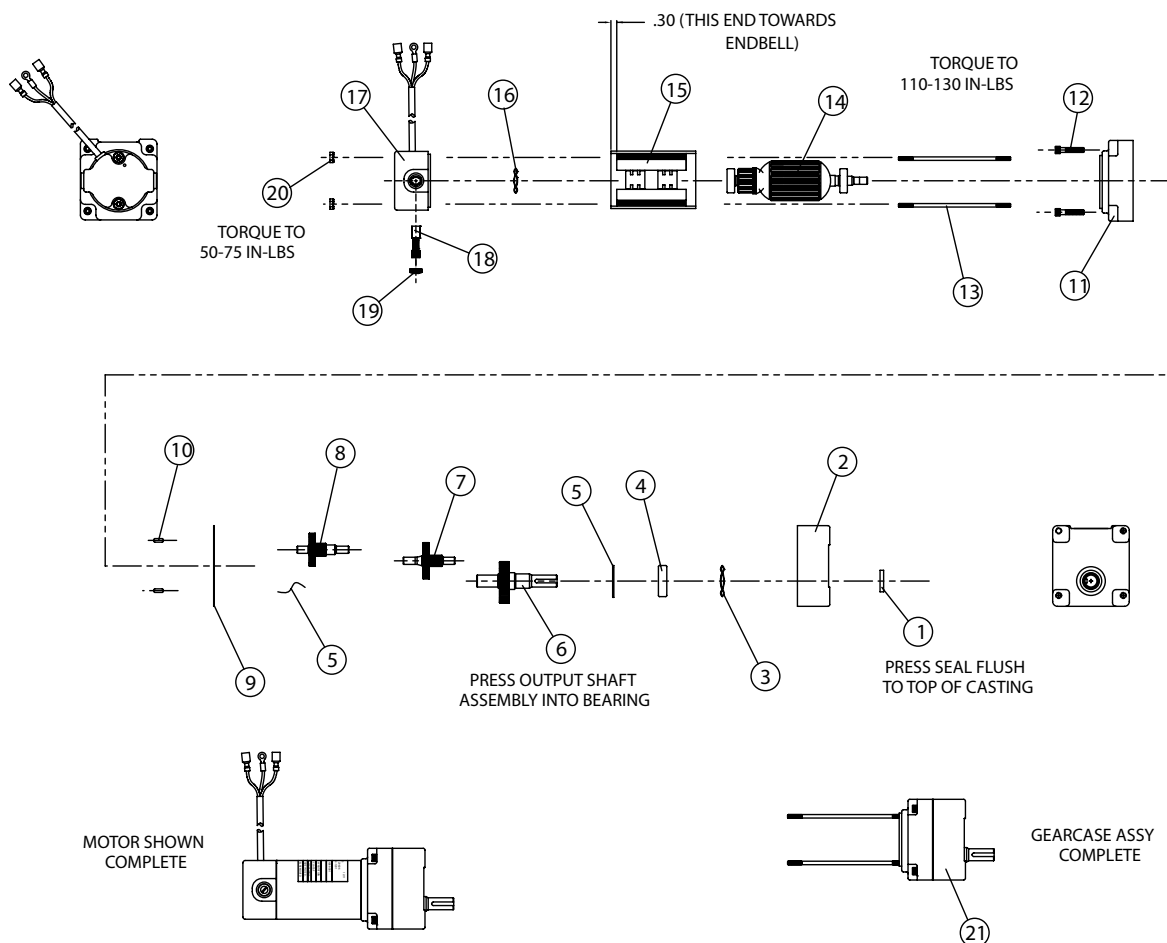 .30 (THIS END TOWARDS
ENDBELL)
TORQUE TO
110-130 IN-LBS
17
16
15
14
12
20
TORQUE TO
50-75 IN-LBS
18
19
13
11
10
8
7
5
4
2
9
5
6
3
1
PRESS OUTPUT SHAFT
ASSEMBLY INTO BEARING
PRESS SEAL FLUSH
TO TOP OF CASTING
MOTOR SHOWN
COMPLETE
GEARCASE ASSY
COMPLETE
21